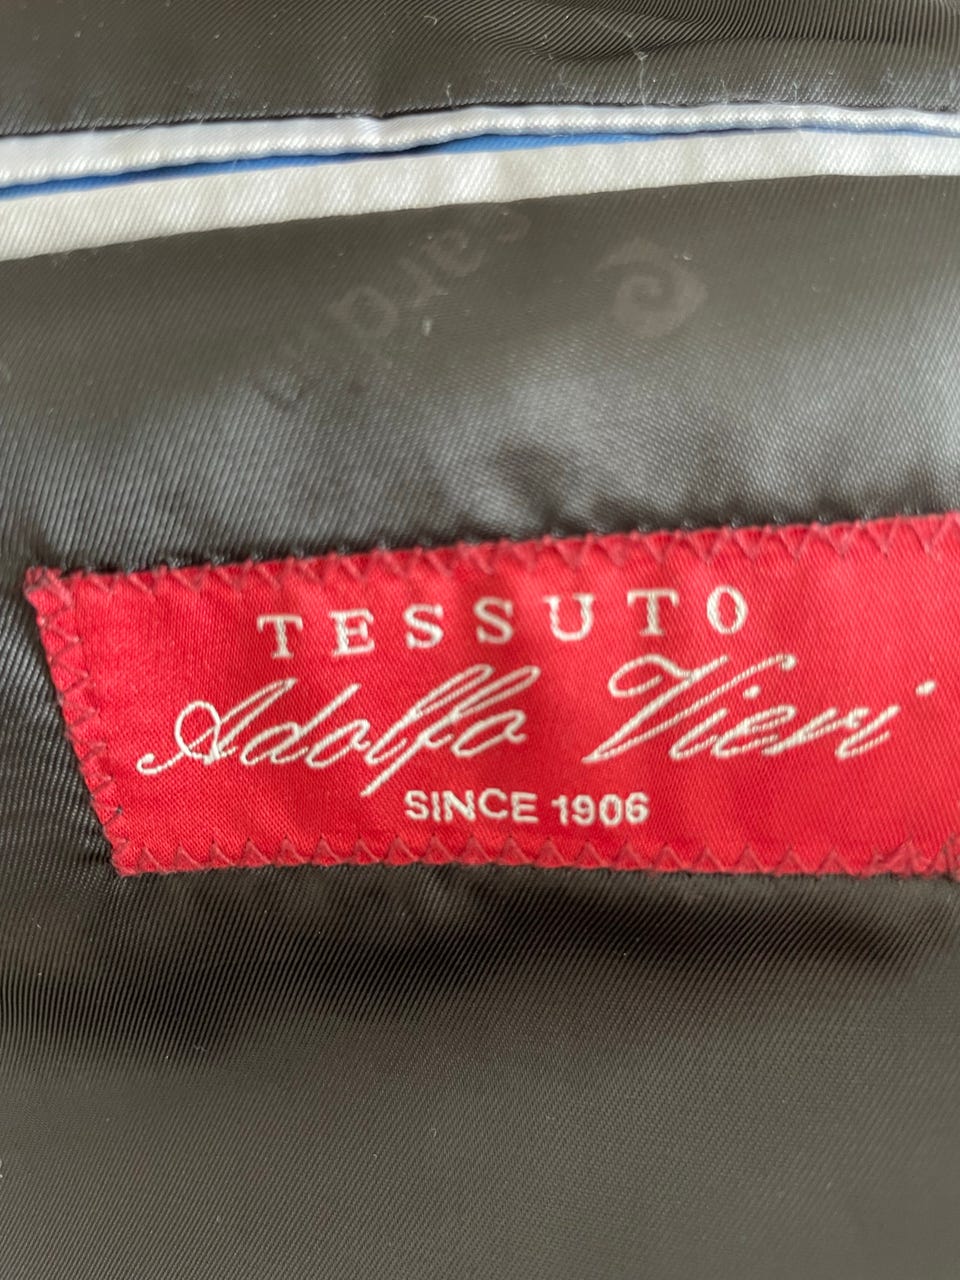 TESSUTO
Adolfo Vieri
SINCE 1906